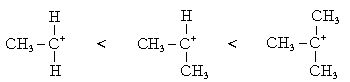 H H CH₃
CH₃–C⁺ < CH₃–C⁺ < CH₃–C⁺
H CH₃ CH₃